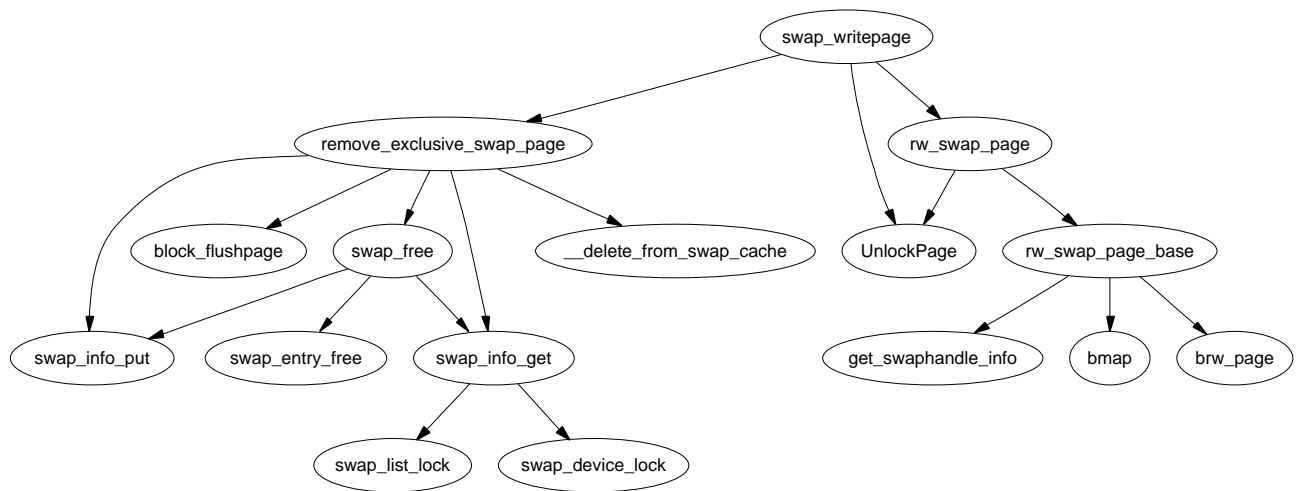 swap_writepage
remove_exclusive_swap_page
rw_swap_page
block_flushpage
swap_free
__delete_from_swap_cache
UnlockPage
rw_swap_page_base
swap_info_put
swap_entry_free
swap_info_get
get_swaphandle_info
bmap
brw_page
swap_list_lock
swap_device_lock